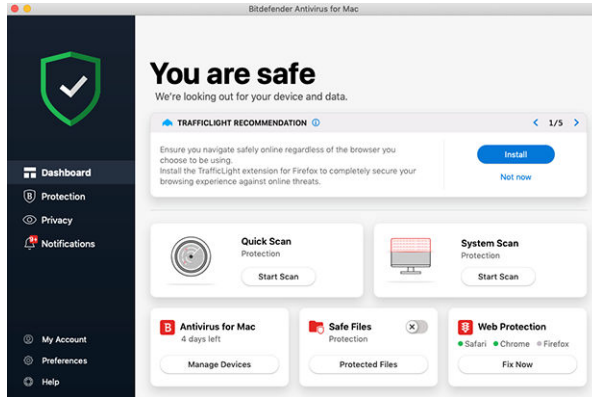 Bitdefender Antivirus for Mac
You are safe
We're looking out for your device and data.
TRAFFICLIGHT RECOMMENDATION
1/5
Ensure you navigate safely online regardless of the browser you
choose to be using.
Install the TrafficLight extension for Firefox to completely secure your
browsing experience against online threats.
Install
Not now
Dashboard
B Protection
Privacy
9+ Notifications
Quick Scan
Protection
Start Scan
System Scan
Protection
Start Scan
B Antivirus for Mac
4 days left
Manage Devices
Safe Files
Protection
Protected Files
Web Protection
Safari Chrome Firefox
Fix Now
My Account
Preferences
Help